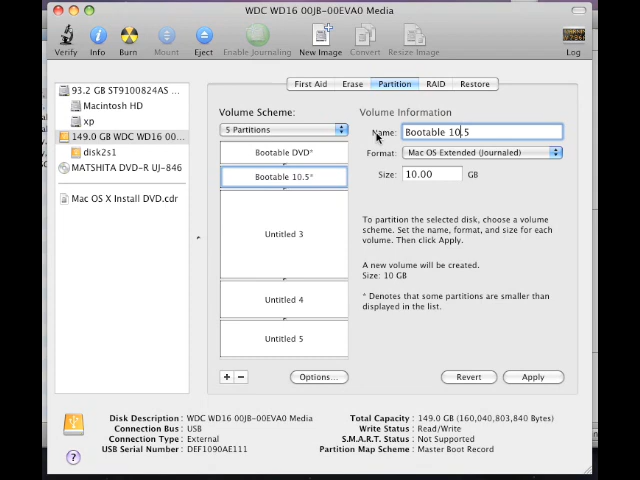 WDC WD16 00JB-00EVA0 Media
Verify Info Burn Mount Eject Enable Journaling New Image Convert Resize Image Log
First Aid Erase Partition RAID Restore
93.2 GB ST9100824AS ...
Macintosh HD
xp
149.0 GB WDC WD16 00...
disk2s1
MATSHITA DVD-R UJ-846
Mac OS X Install DVD.cdr
Volume Scheme:
5 Partitions
Bootable DVD*
Bootable 10.5*
Untitled 3
Untitled 4
Untitled 5
+ −
Options...
Volume Information
Name: Bootable 10.5
Format: Mac OS Extended (Journaled)
Size: 10.00 GB
To partition the selected disk, choose a volume
scheme. Set the name, format, and size for each
volume. Then click Apply.
A new volume will be created.
Size: 10 GB
* Denotes that some partitions are smaller than
displayed in the list.
Revert Apply
Disk Description : WDC WD16 00JB-00EVA0 Media
Connection Bus : USB
Connection Type : External
USB Serial Number : DEF1090AE111
Total Capacity : 149.0 GB (160,040,803,840 Bytes)
Write Status : Read/Write
S.M.A.R.T. Status : Not Supported
Partition Map Scheme : Master Boot Record
?